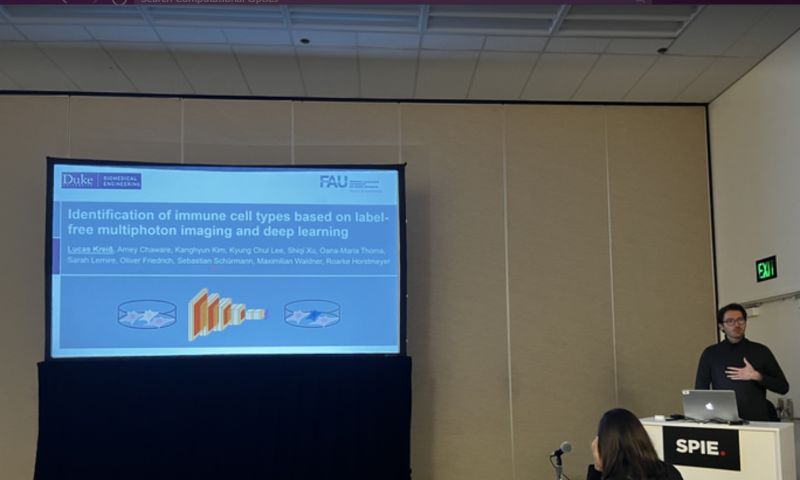 Search Computational Optics
Duke
BIOMEDICAL
ENGINEERING
FAU
Identification of immune cell types based on label-
free multiphoton imaging and deep learning
Lucas Kreiß, Amey Chaware, Kanghyun Kim, Kyung Chul Lee, Shiqi Xu, Oana-Maria Thoma,
Sarah Lemire, Oliver Friedrich, Sebastian Schürmann, Maximilian Waldner, Roarke Horstmeyer
EXIT
SPIE.